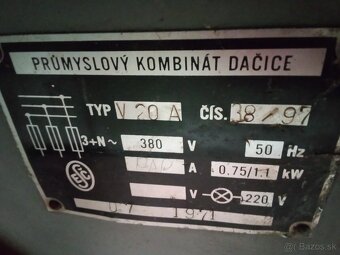 PRŮMYSLOVÝ KOMBINÁT DAČICE
TYP V 20 A ČÍS. 38/97
3+N~ 380 V 50 Hz
A 0.75/1.1 kW
V 220 V
1971
Bazos.sk